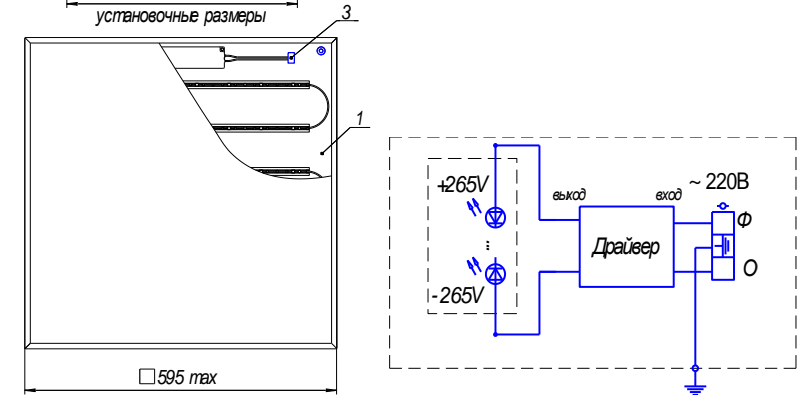 установочные размеры
3
1
+265V
выход
вход
~ 220В
Ф
...
Драйвер
О
-265V
□595 max